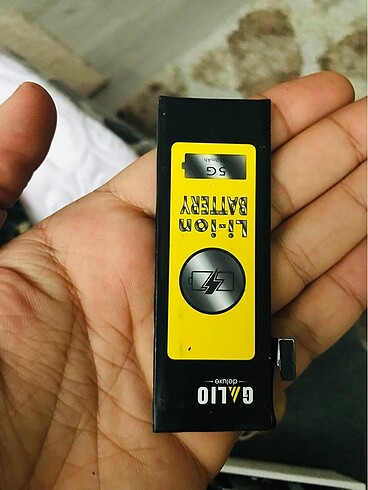 GALIO
deluxe
Li-ion
BATTERY
5G